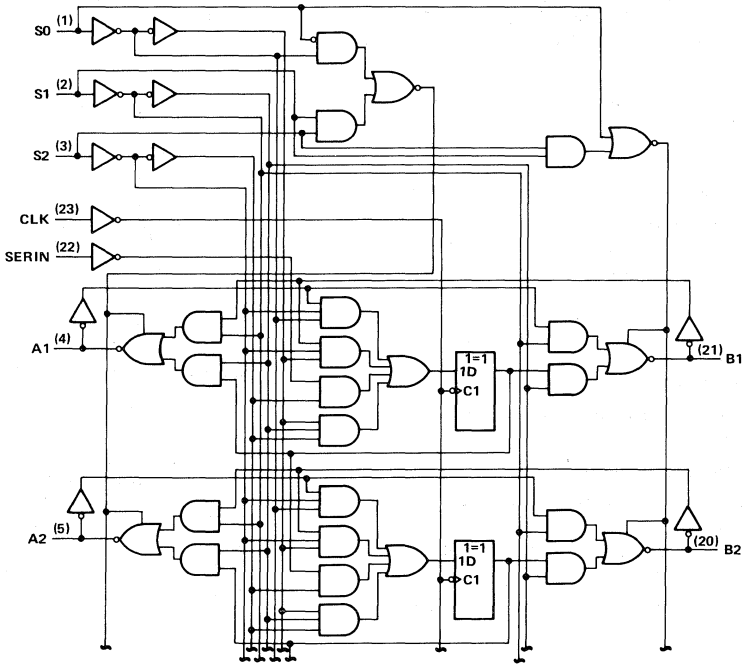 S0 (1)
S1 (2)
S2 (3)
CLK (23)
SERIN (22)
A1 (4)
1=1
1D
C1
(21) B1
A2 (5)
1=1
1D
C1
(20) B2